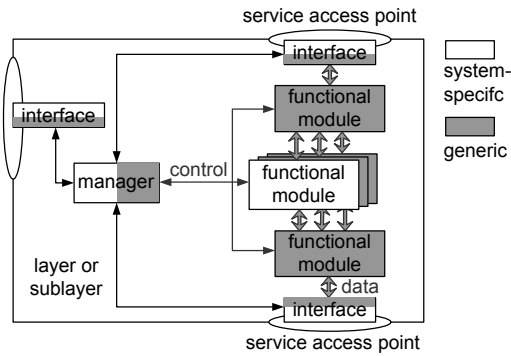 service access point
interface
system-
specifc
functional
module
interface
generic
control
manager
functional
module
functional
module
layer or
sublayer
data
interface
service access point